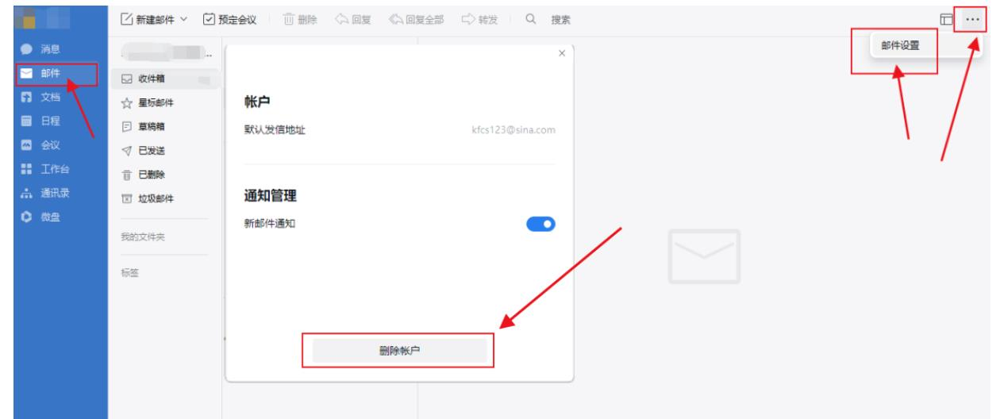 新建邮件
预定会议
删除
回复
回复全部
转发
搜索
邮件设置
消息
邮件
文档
日程
会议
工作台
通讯录
微盘
...
收件箱
星标邮件
草稿箱
已发送
已删除
垃圾邮件
我的文件夹
标签
帐户
默认发信地址 kfcs123@sina.com
通知管理
新邮件通知
删除帐户